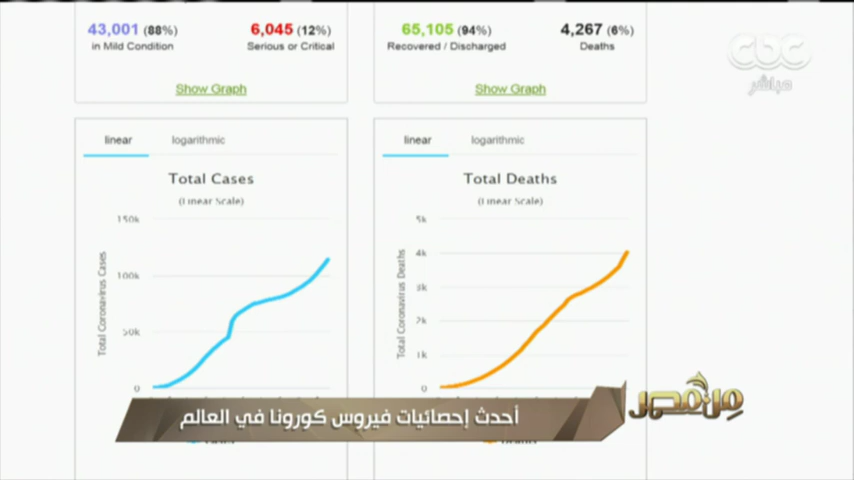 43,001 (88%)
in Mild Condition
6,045 (12%)
Serious or Critical
Show Graph
65,105 (94%)
Recovered / Discharged
4,267 (6%)
Deaths
Show Graph
cbc
مباشر
linear
logarithmic
Total Cases
(Linear Scale)
Total Coronavirus Cases
150k
100k
50k
0
linear
logarithmic
Total Deaths
(Linear Scale)
Total Coronavirus Deaths
5k
4k
3k
2k
1k
0
أحدث إحصائيات فيروس كورونا في العالم
من مصر